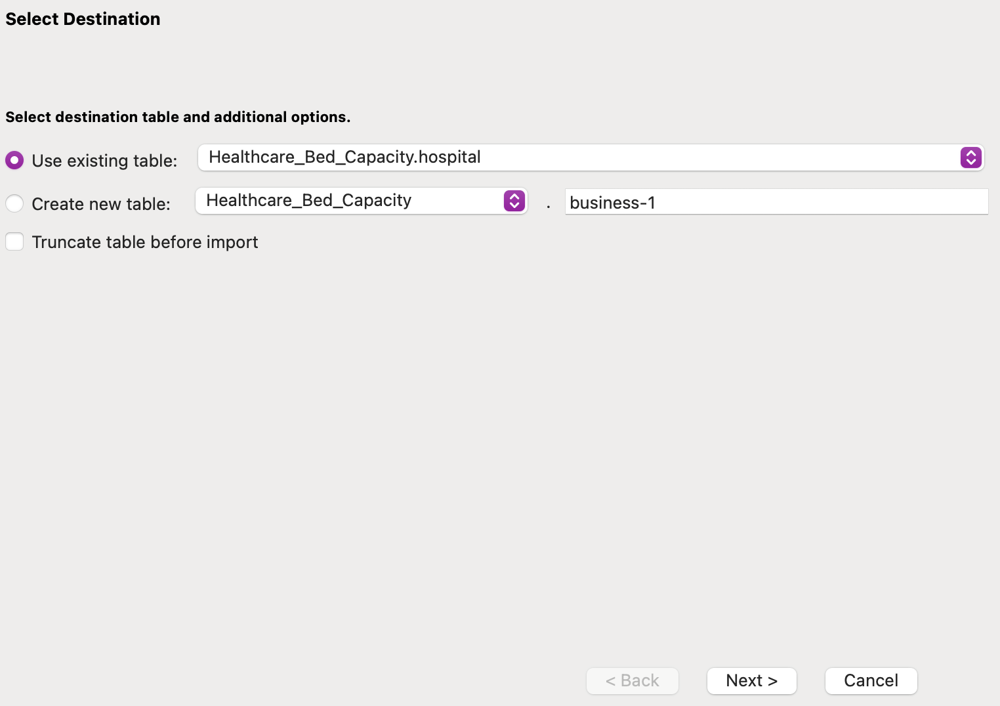 Select Destination
Select destination table and additional options.
Use existing table: Healthcare_Bed_Capacity.hospital
Create new table: Healthcare_Bed_Capacity . business-1
Truncate table before import
< Back Next > Cancel